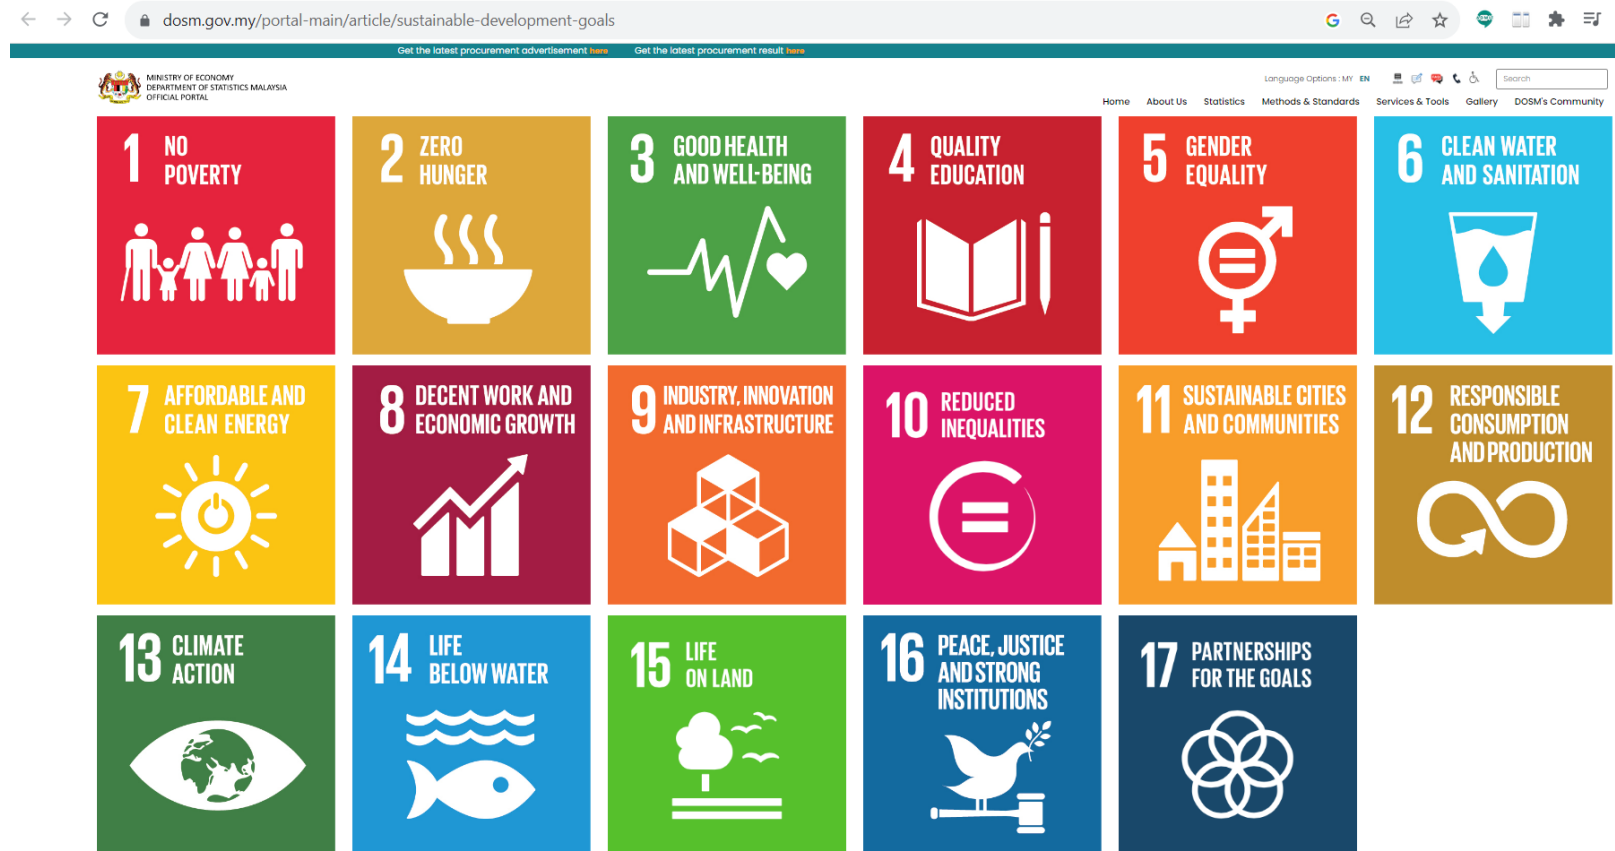 dosm.gov.my/portal-main/article/sustainable-development-goals
Get the latest procurement advertisement here
Get the latest procurement result here
MINISTRY OF ECONOMY
DEPARTMENT OF STATISTICS MALAYSIA
OFFICIAL PORTAL
Language Options : MY EN
Search
Home About Us Statistics Methods & Standards Services & Tools Gallery DOSM's Community
1 NO
POVERTY
2 ZERO
HUNGER
3 GOOD HEALTH
AND WELL-BEING
4 QUALITY
EDUCATION
5 GENDER
EQUALITY
6 CLEAN WATER
AND SANITATION
7 AFFORDABLE AND
CLEAN ENERGY
8 DECENT WORK AND
ECONOMIC GROWTH
9 INDUSTRY, INNOVATION
AND INFRASTRUCTURE
10 REDUCED
INEQUALITIES
11 SUSTAINABLE CITIES
AND COMMUNITIES
12 RESPONSIBLE
CONSUMPTION
AND PRODUCTION
13 CLIMATE
ACTION
14 LIFE
BELOW WATER
15 LIFE
ON LAND
16 PEACE, JUSTICE
AND STRONG
INSTITUTIONS
17 PARTNERSHIPS
FOR THE GOALS